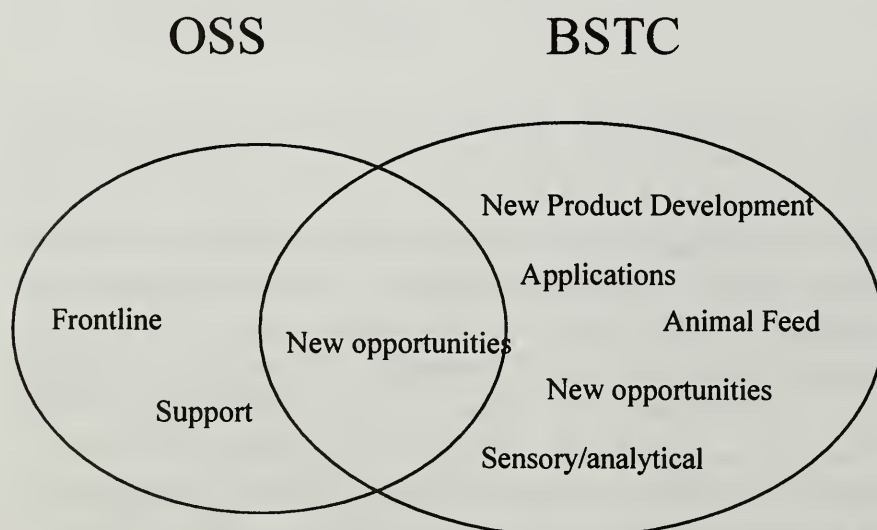 OSS
BSTC
New Product Development
Applications
Animal Feed
Frontline
New opportunities
New opportunities
Support
Sensory/analytical